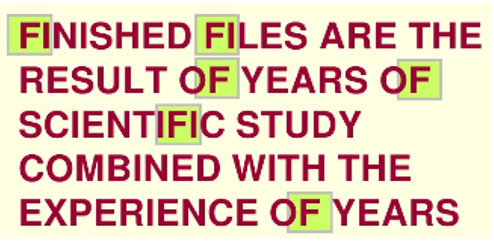 FINISHED FILES ARE THE
RESULT OF YEARS OF
SCIENTIFIC STUDY
COMBINED WITH THE
EXPERIENCE OF YEARS